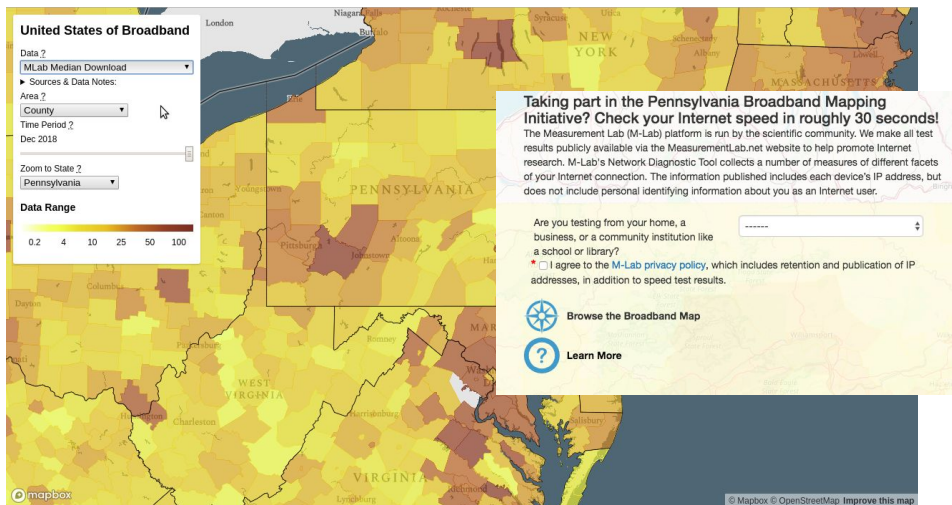 United States of Broadband
Data ?
MLab Median Download
Sources & Data Notes:
Area ?
County
Time Period ?
Dec 2018
Zoom to State ?
Pennsylvania
Data Range
0.2 4 10 25 50 100
London
Niagara Falls
Buffalo
Rochester
Syracuse
Utica
NEW
YORK
Schenectady
Albany
Lowell
MASSACHUSETTS
Erie
Youngstown
Canton
PENNSYLVANIA
Pittsburgh
Altoona
Johnstown
Columbus
Dayton
Parkersburg
Romney
WEST
VIRGINIA
Huntington
Charleston
Harrisonburg
VIRGINIA
Richmond
Lynchburg
Salisbury
Taking part in the Pennsylvania Broadband Mapping
Initiative? Check your Internet speed in roughly 30 seconds!
The Measurement Lab (M-Lab) platform is run by the scientific community. We make all test
results publicly available via the MeasurementLab.net website to help promote Internet
research. M-Lab's Network Diagnostic Tool collects a number of measures of different facets
of your Internet connection. The information published includes each device's IP address, but
does not include personal identifying information about you as an Internet user.
Are you testing from your home, a
business, or a community institution like
a school or library?
------
* I agree to the M-Lab privacy policy, which includes retention and publication of IP
addresses, in addition to speed test results.
Browse the Broadband Map
?
Learn More
mapbox
© Mapbox © OpenStreetMap Improve this map